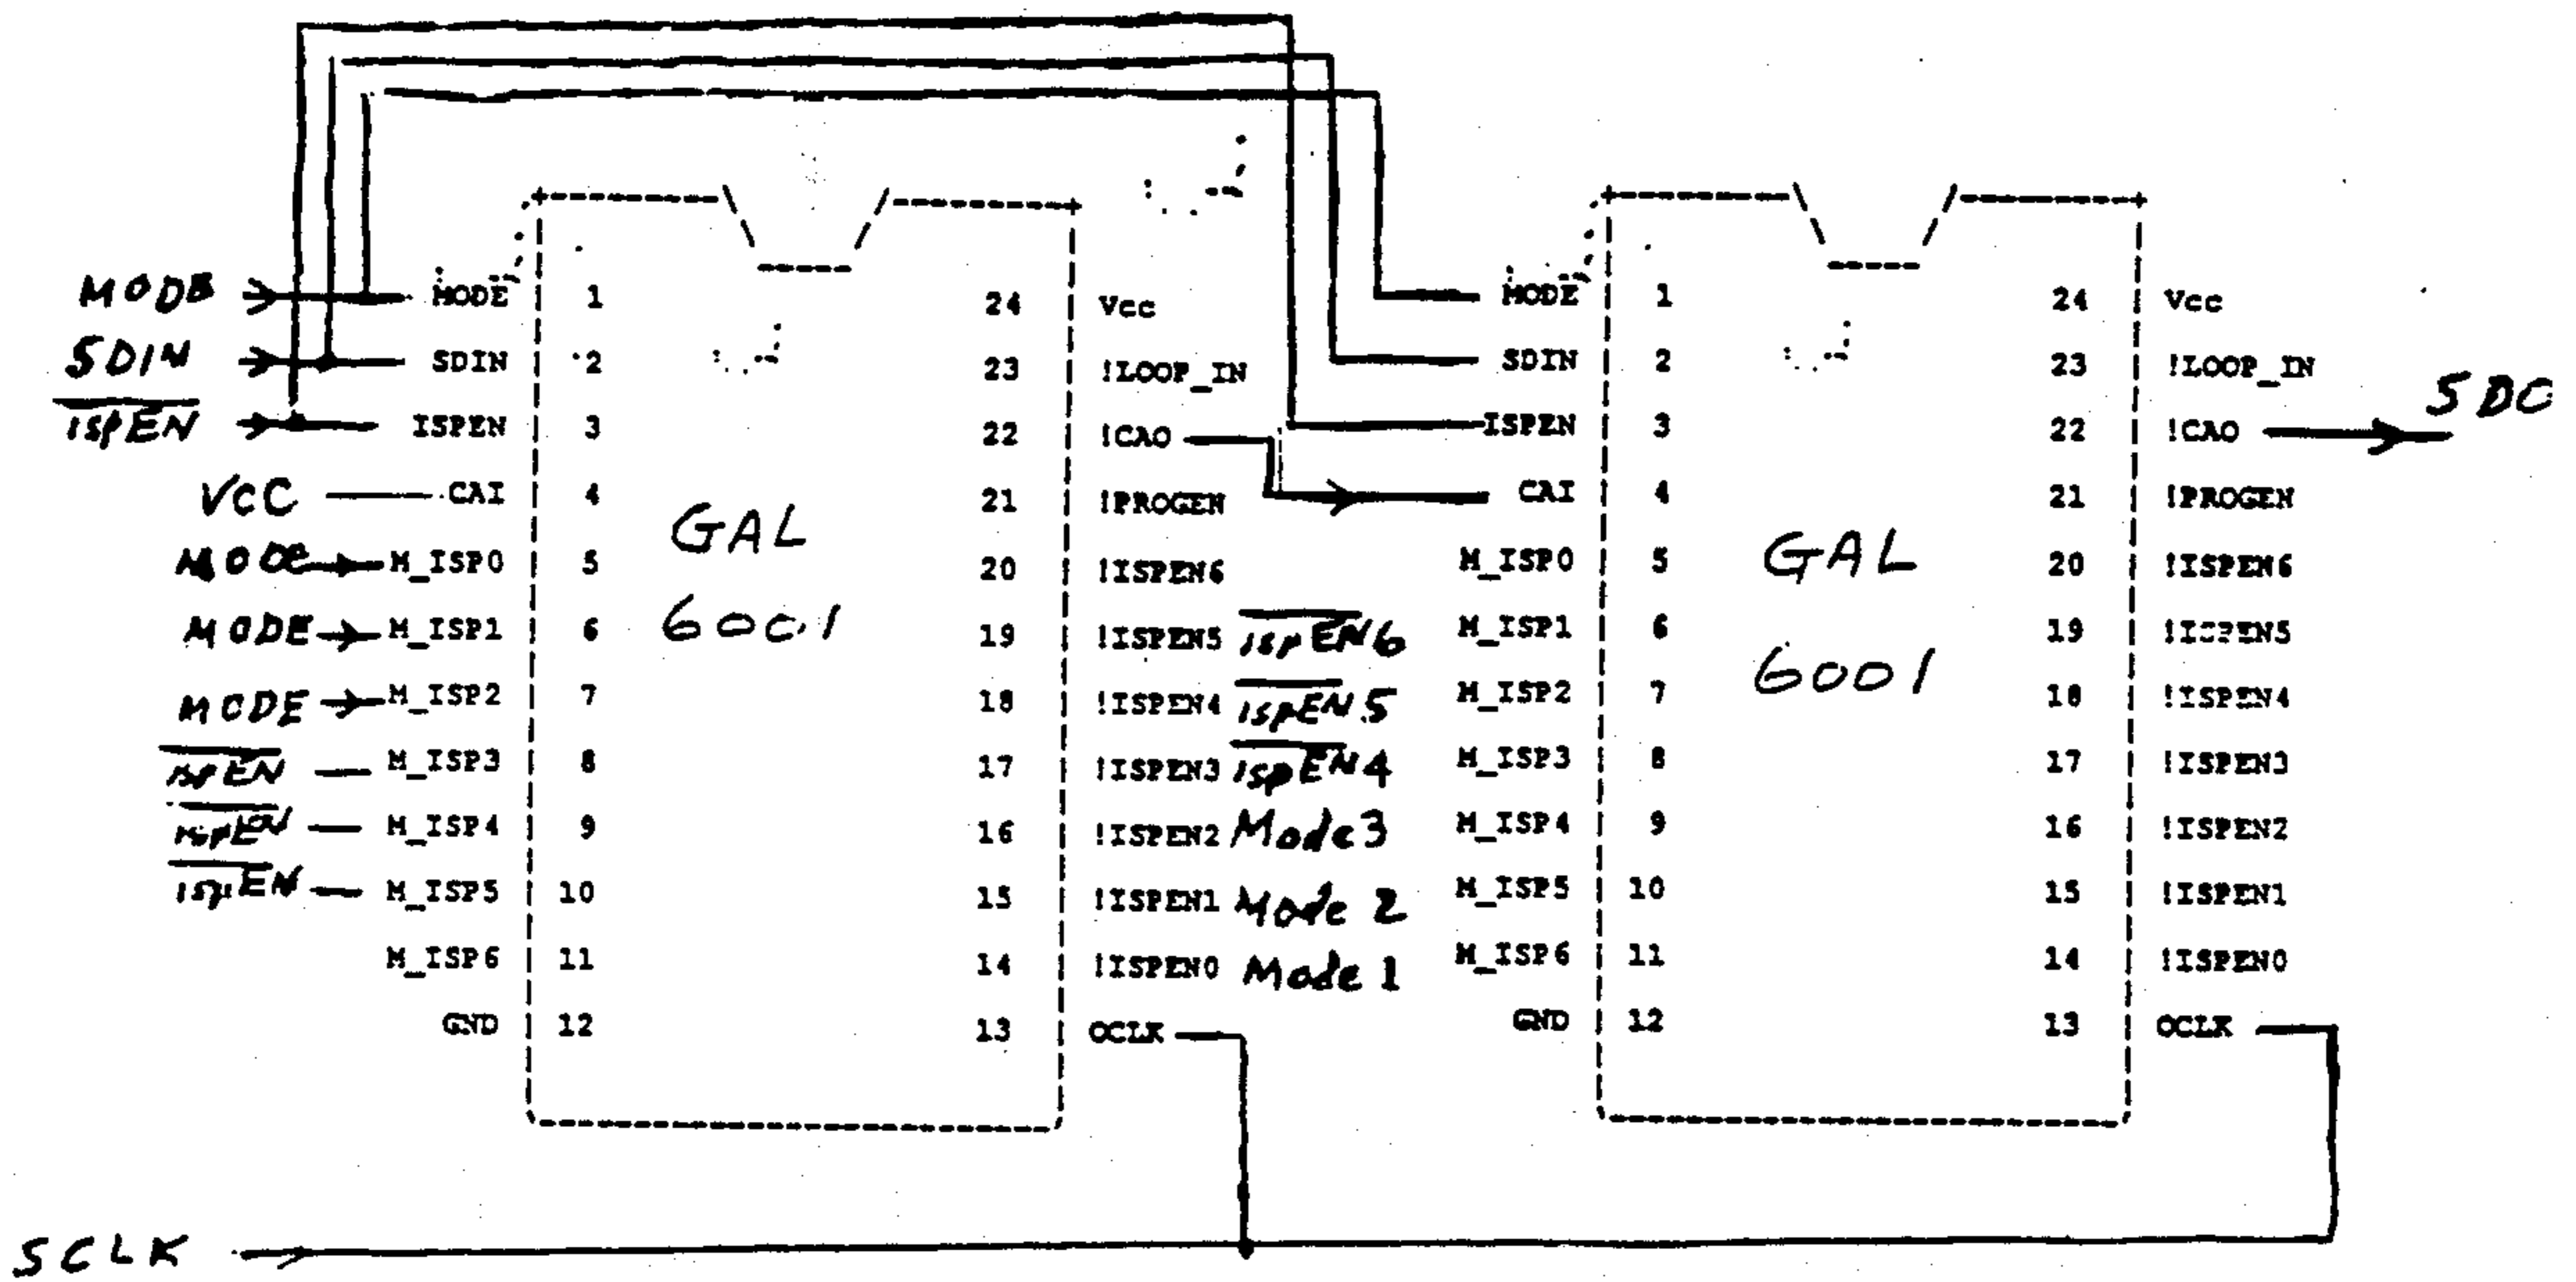 MODE MODE 1 24 Vcc MODE 1 24 Vcc
SDIN SDIN 2 23 !LOOP_IN SDIN 2 23 !LOOP_IN
ispEN ISPEN 3 22 !CAO ISPEN 3 22 !CAO SDO
VCC CAI 4 21 !PROGEN CAI 4 21 !PROGEN
GAL GAL
MODE M_ISP0 5 20 !ISPEN6 M_ISP0 5 20 !ISPEN6
6001 6001
MODE M_ISP1 6 19 !ISPEN5 ispEN6 M_ISP1 6 19 !ISPEN5
MODE M_ISP2 7 18 !ISPEN4 ispEN5 M_ISP2 7 18 !ISPEN4
ispEN M_ISP3 8 17 !ISPEN3 ispEN4 M_ISP3 8 17 !ISPEN3
ispEN M_ISP4 9 16 !ISPEN2 Mode3 M_ISP4 9 16 !ISPEN2
ispEN M_ISP5 10 15 !ISPEN1 Mode 2 M_ISP5 10 15 !ISPEN1
M_ISP6 11 14 !ISPEN0 Mode 1 M_ISP6 11 14 !ISPEN0
GND 12 13 OCLK GND 12 13 OCLK
SCLK